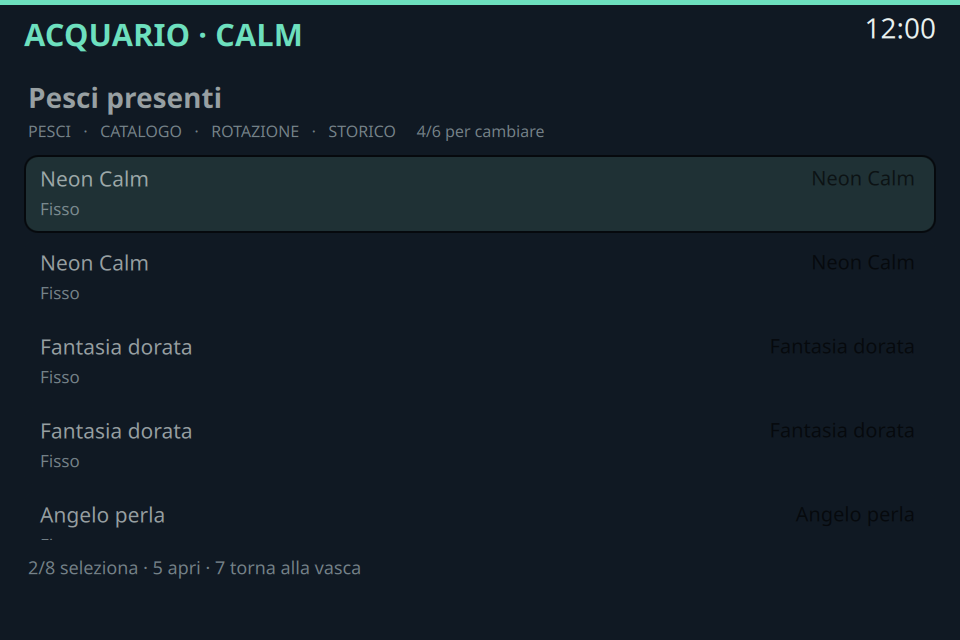 ACQUARIO · CALM 12:00
Pesci presenti
PESCI · CATALOGO · ROTAZIONE · STORICO 4/6 per cambiare
Neon Calm Neon Calm
Fisso
Neon Calm Neon Calm
Fisso
Fantasia dorata Fantasia dorata
Fisso
Fantasia dorata Fantasia dorata
Fisso
Angelo perla Angelo perla
2/8 seleziona · 5 apri · 7 torna alla vasca